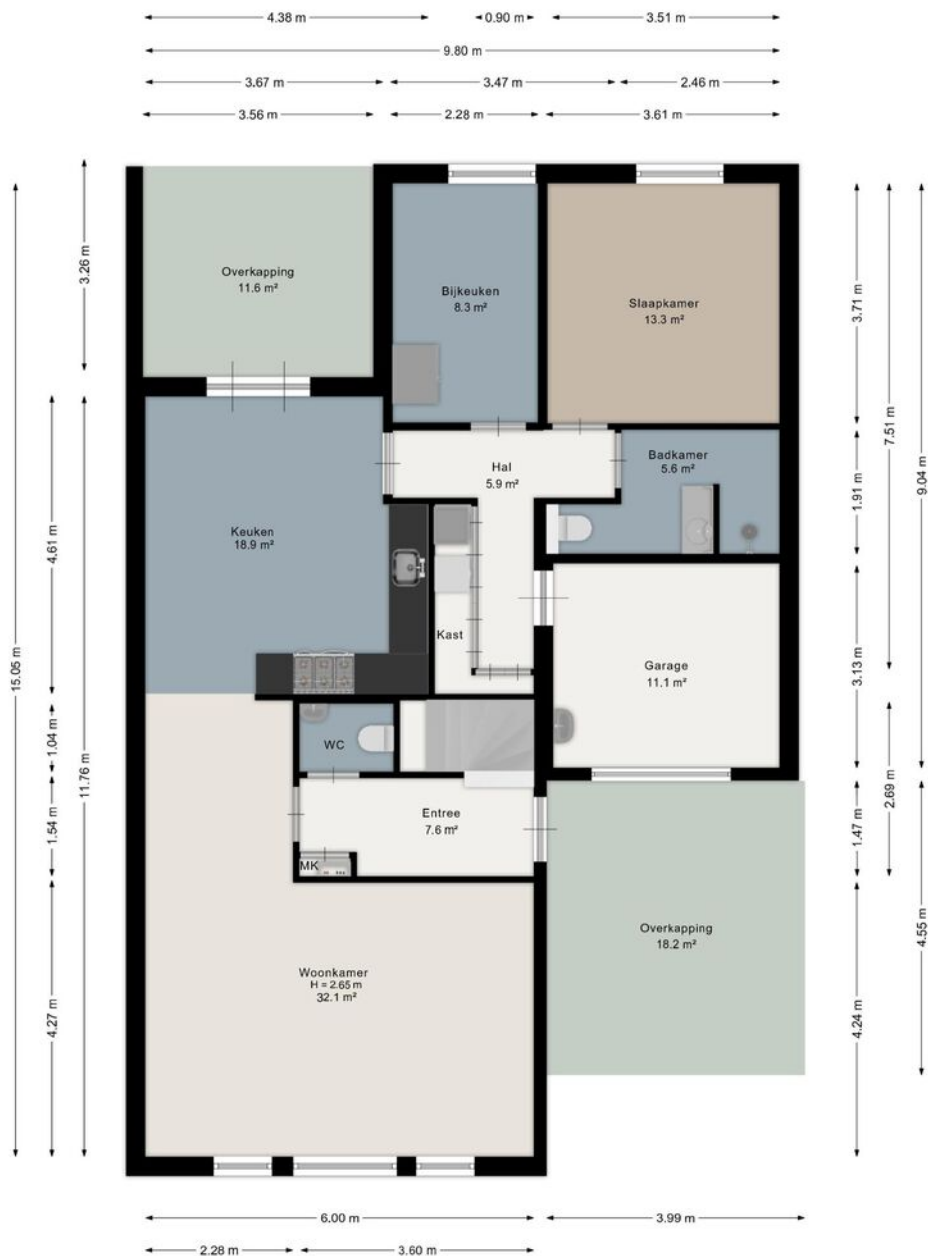 4.38 m
0.90 m
3.51 m
9.80 m
3.67 m
3.47 m
2.46 m
3.56 m
2.28 m
3.61 m
Overkapping
11.6 m²
Bijkeuken
8.3 m²
Slaapkamer
13.3 m²
3.26 m
3.71 m
7.51 m
9.04 m
Hal
5.9 m²
Badkamer
5.6 m²
1.91 m
Keuken
18.9 m²
4.61 m
Kast
Garage
11.1 m²
3.13 m
15.05 m
11.76 m
1.04 m
WC
1.54 m
Entree
7.6 m²
MK
2.69 m
1.47 m
Overkapping
18.2 m²
4.55 m
Woonkamer
H = 2.65 m
32.1 m²
4.27 m
4.24 m
6.00 m
3.99 m
2.28 m
3.60 m